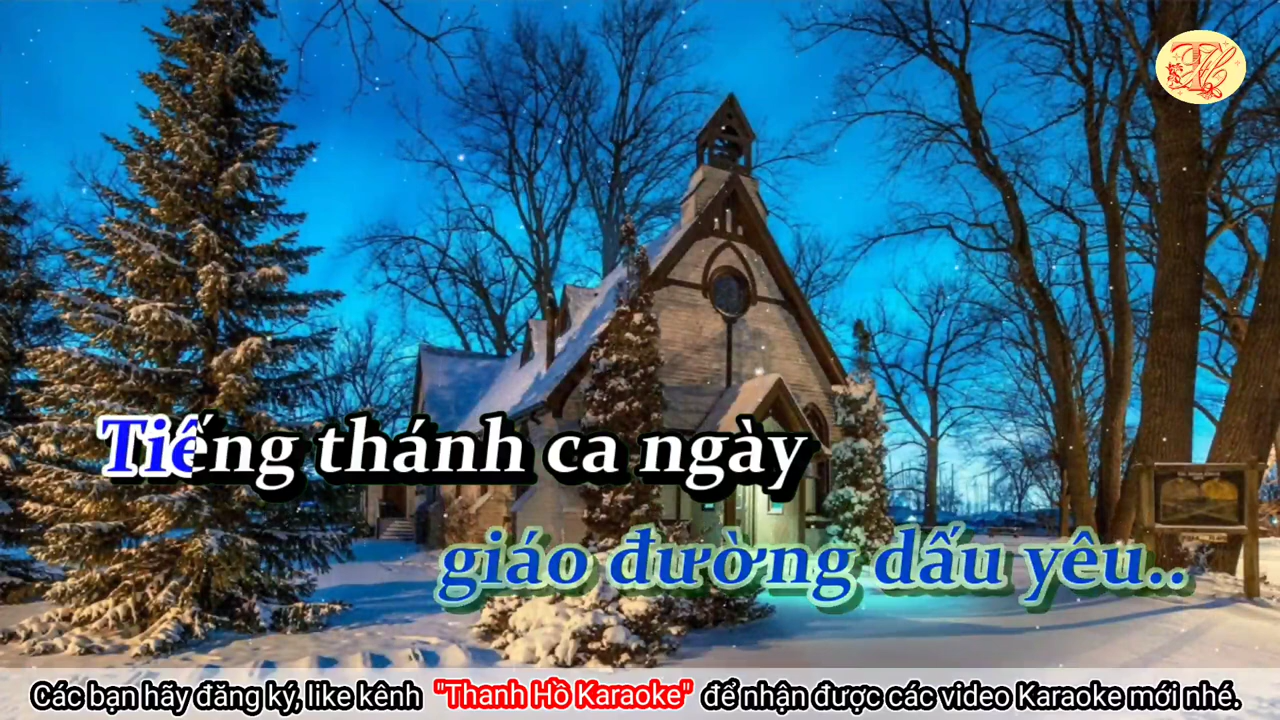 Tiếng thánh ca ngày
giáo đường dấu yêu..
Các bạn hãy đăng ký, like kênh "Thanh Hồ Karaoke" để nhận được các video Karaoke mới nhé.